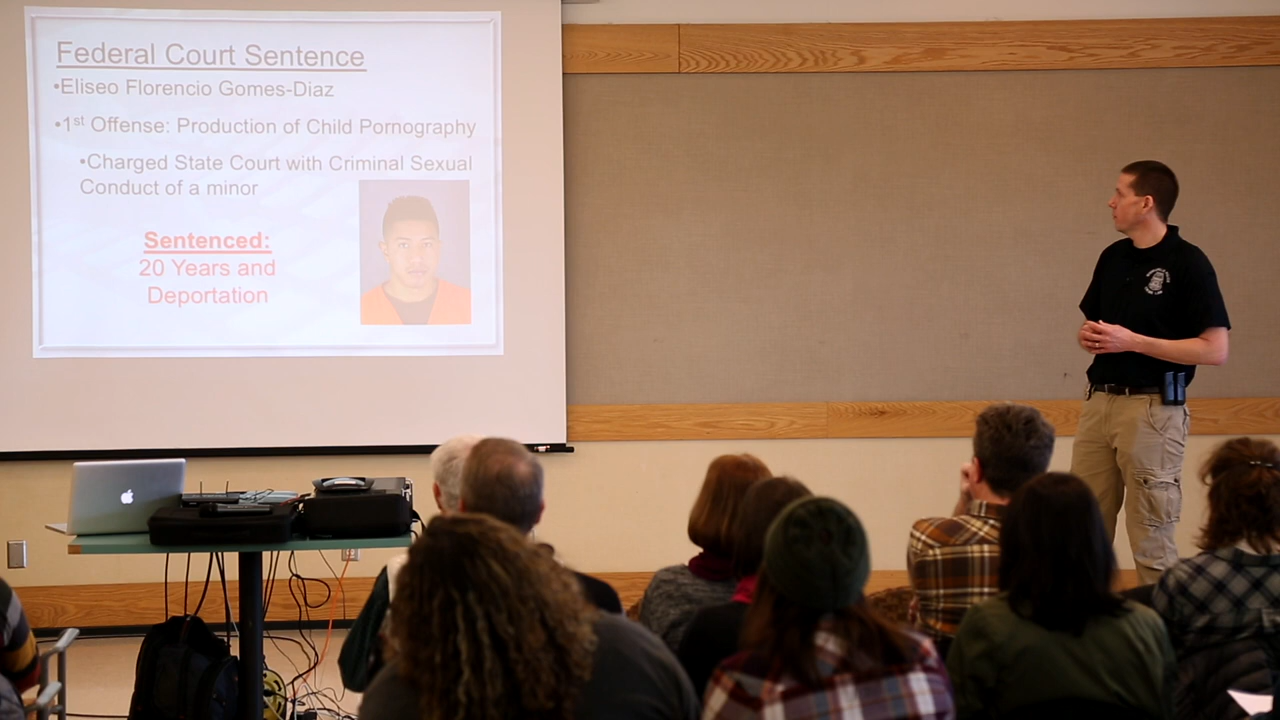 Federal Court Sentence
•Eliseo Florencio Gomes-Diaz
•1st Offense: Production of Child Pornography
•Charged State Court with Criminal Sexual
Conduct of a minor
Sentenced:
20 Years and
Deportation